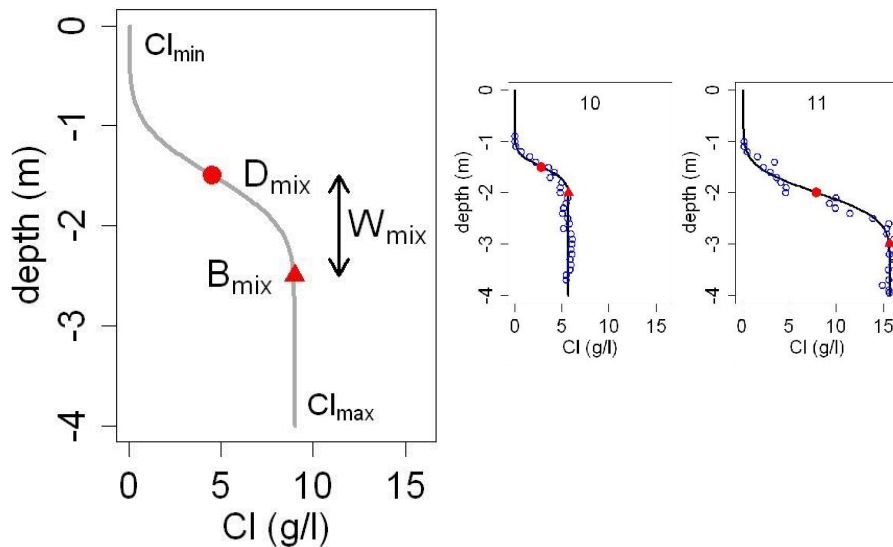 0
-1
-2
-3
-4
depth (m)
Cl_min
D_mix
W_mix
B_mix
Cl_max
0 5 10 15
Cl (g/l)
10
0
-1
-2
-3
-4
depth (m)
0 5 10 15
Cl (g/l)
11
0
-1
-2
-3
-4
depth (m)
0 5 10 15
Cl (g/l)